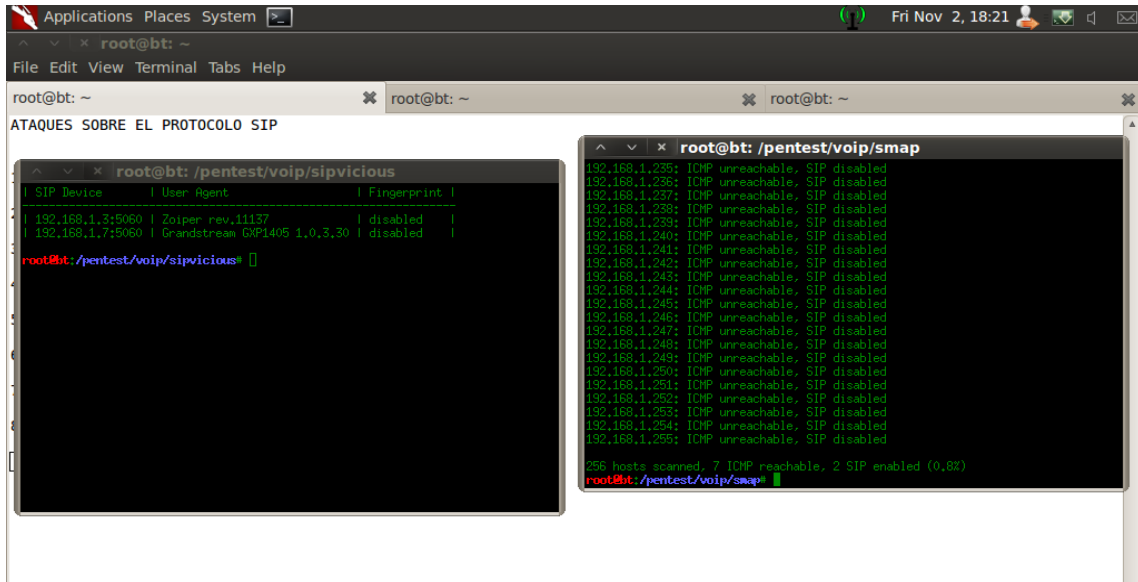 Applications Places System Fri Nov 2, 18:21
root@bt: ~
File Edit View Terminal Tabs Help
root@bt: ~ root@bt: ~ root@bt: ~
ATAQUES SOBRE EL PROTOCOLO SIP
root@bt: /pentest/voip/sipvicious
| SIP Device | User Agent | Fingerprint |
| 192.168.1.3:5060 | Zoiper rev.11137 | disabled |
| 192.168.1.7:5060 | Grandstream GXP1405 1.0.3.30 | disabled |
root@bt:/pentest/voip/sipvicious#
root@bt: /pentest/voip/smap
192.168.1.235: ICMP unreachable, SIP disabled
192.168.1.236: ICMP unreachable, SIP disabled
192.168.1.237: ICMP unreachable, SIP disabled
192.168.1.238: ICMP unreachable, SIP disabled
192.168.1.239: ICMP unreachable, SIP disabled
192.168.1.240: ICMP unreachable, SIP disabled
192.168.1.241: ICMP unreachable, SIP disabled
192.168.1.242: ICMP unreachable, SIP disabled
192.168.1.243: ICMP unreachable, SIP disabled
192.168.1.244: ICMP unreachable, SIP disabled
192.168.1.245: ICMP unreachable, SIP disabled
192.168.1.246: ICMP unreachable, SIP disabled
192.168.1.247: ICMP unreachable, SIP disabled
192.168.1.248: ICMP unreachable, SIP disabled
192.168.1.249: ICMP unreachable, SIP disabled
192.168.1.250: ICMP unreachable, SIP disabled
192.168.1.251: ICMP unreachable, SIP disabled
192.168.1.252: ICMP unreachable, SIP disabled
192.168.1.253: ICMP unreachable, SIP disabled
192.168.1.254: ICMP unreachable, SIP disabled
192.168.1.255: ICMP unreachable, SIP disabled
256 hosts scanned, 7 ICMP reachable, 2 SIP enabled (0.8%)
root@bt:/pentest/voip/smap#